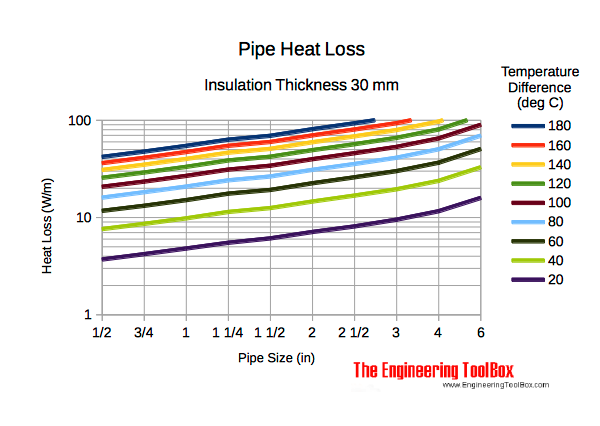 Pipe Heat Loss
Insulation Thickness 30 mm
Temperature
Difference
(deg C)
180
160
140
120
100
80
60
40
20
Heat Loss (W/m)
100
10
1
1/2 3/4 1 1 1/4 1 1/2 2 2 1/2 3 4 6
Pipe Size (in)
The Engineering ToolBox
www.EngineeringToolBox.com